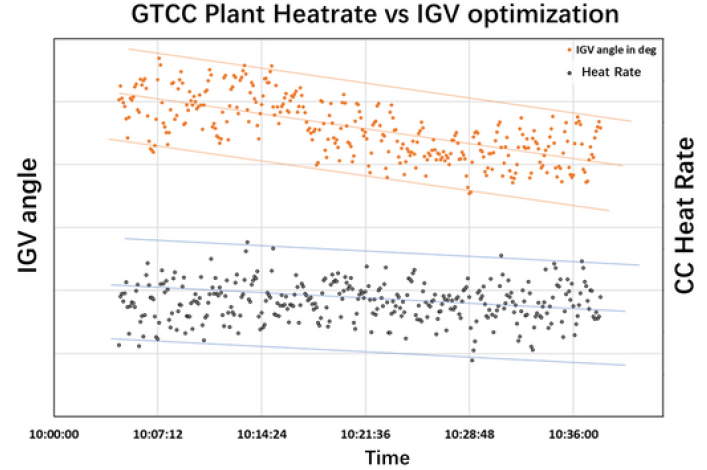 GTCC Plant Heatrate vs IGV optimization
IGV angle in deg
Heat Rate
IGV angle
CC Heat Rate
10:00:00 10:07:12 10:14:24 10:21:36 10:28:48 10:36:00
Time